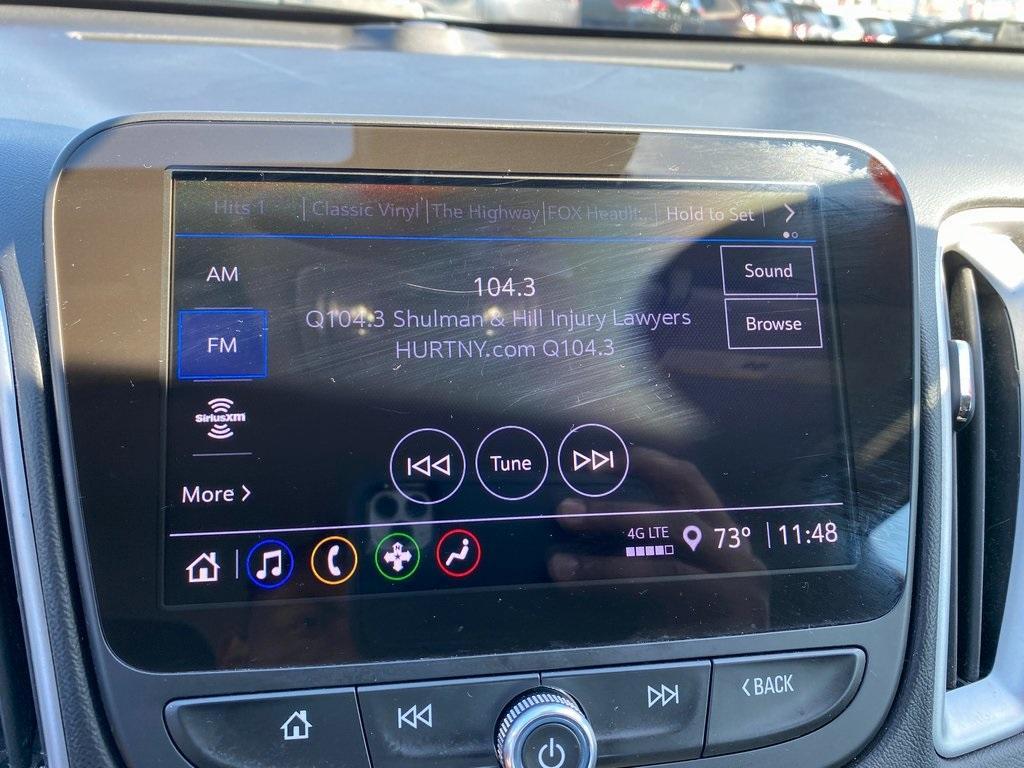 Hits 1 | Classic Vinyl | The Highway | FOX Headli... | Hold to Set
AM
FM
SiriusXM
More >
104.3
Q104.3 Shulman & Hill Injury Lawyers
HURTNY.com Q104.3
Sound
Browse
Tune
4G LTE
73° | 11:48
<BACK